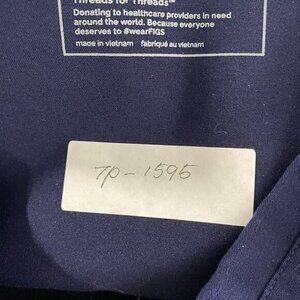 Threads for Threads™
Donating to healthcare providers in need
around the world. Because everyone
deserves to #wearFIGS
made in vietnam fabriqué au vietnam
TP-1595